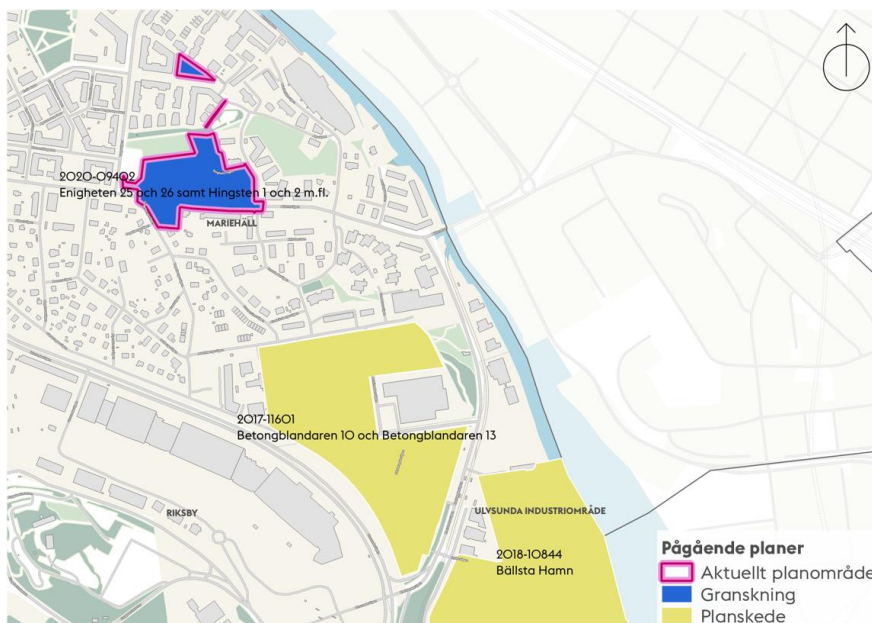 2020-09402
Enigheten 25 och 26 samt Hingsten 1 och 2 m.fl.
MARIEHÄLL
2017-11601
Betongblandaren 10 och Betongblandaren 13
RIKSBY
ULVSUNDA INDUSTRIOMRÅDE
2018-10844
Bällsta Hamn
Pågående planer
Aktuellt planområde
Granskning
Planskede